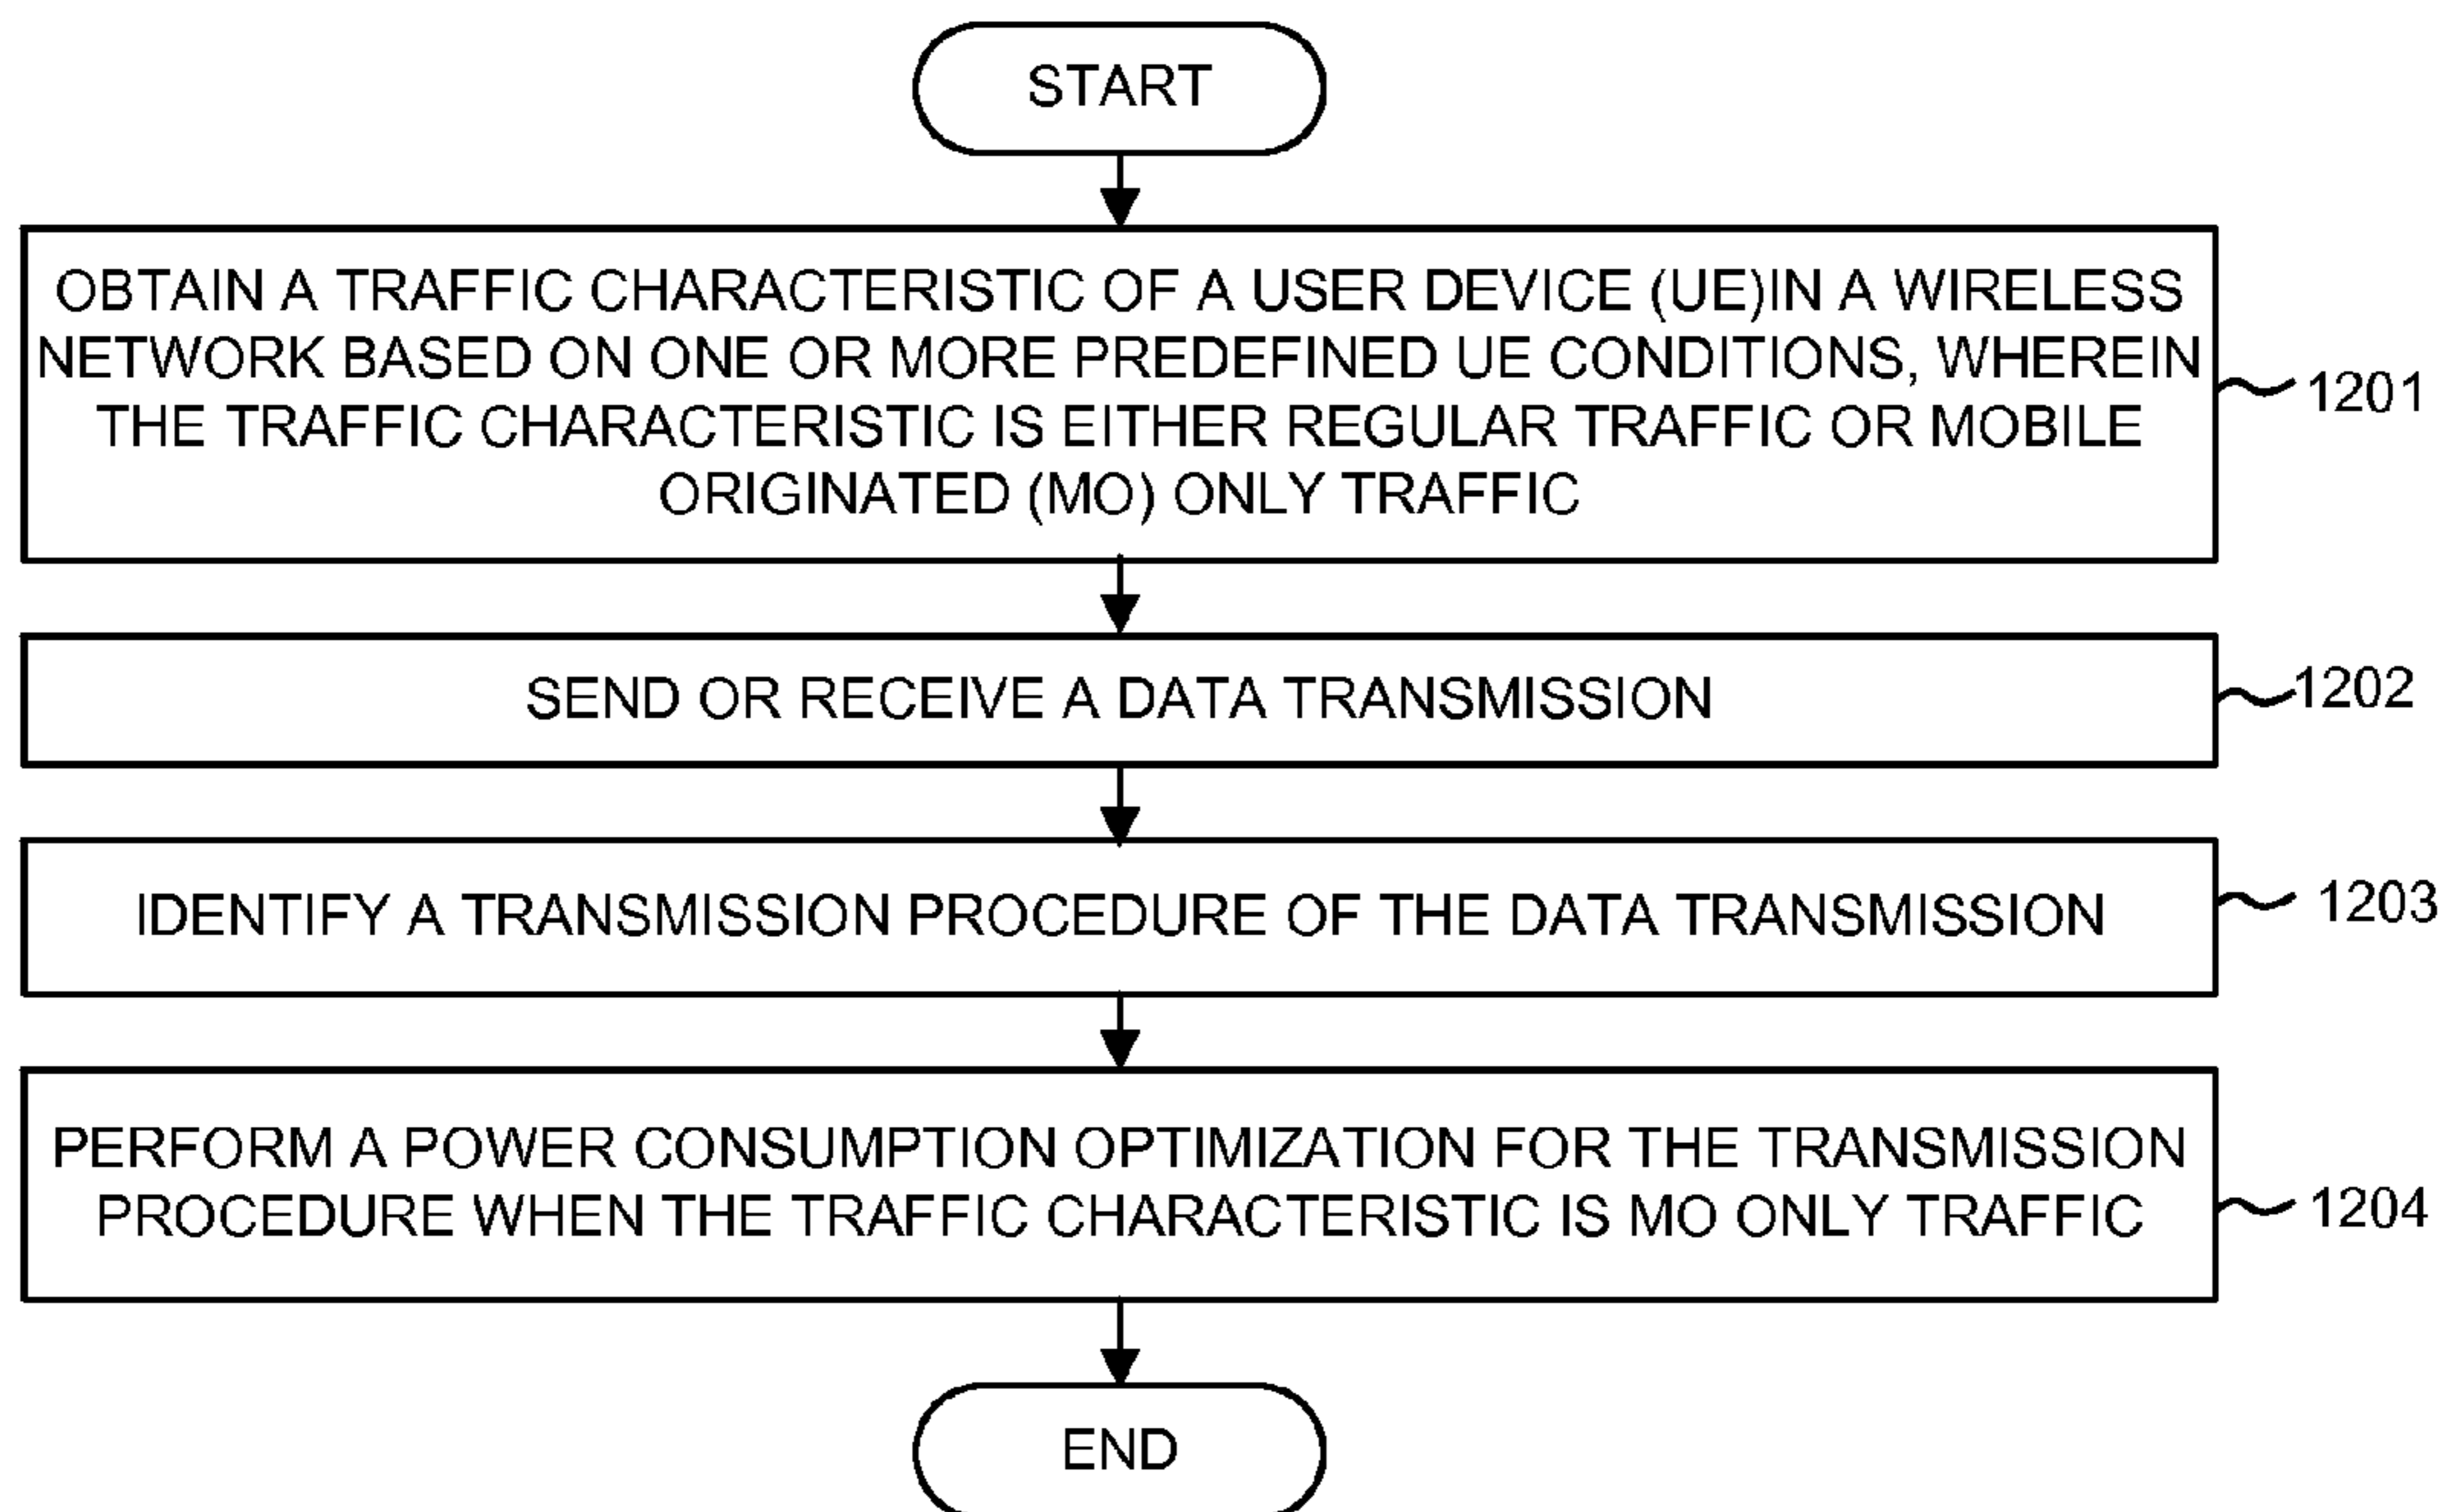 START
OBTAIN A TRAFFIC CHARACTERISTIC OF A USER DEVICE (UE)IN A WIRELESS
NETWORK BASED ON ONE OR MORE PREDEFINED UE CONDITIONS, WHEREIN
THE TRAFFIC CHARACTERISTIC IS EITHER REGULAR TRAFFIC OR MOBILE
ORIGINATED (MO) ONLY TRAFFIC
1201
SEND OR RECEIVE A DATA TRANSMISSION
1202
IDENTIFY A TRANSMISSION PROCEDURE OF THE DATA TRANSMISSION
1203
PERFORM A POWER CONSUMPTION OPTIMIZATION FOR THE TRANSMISSION
PROCEDURE WHEN THE TRAFFIC CHARACTERISTIC IS MO ONLY TRAFFIC
1204
END